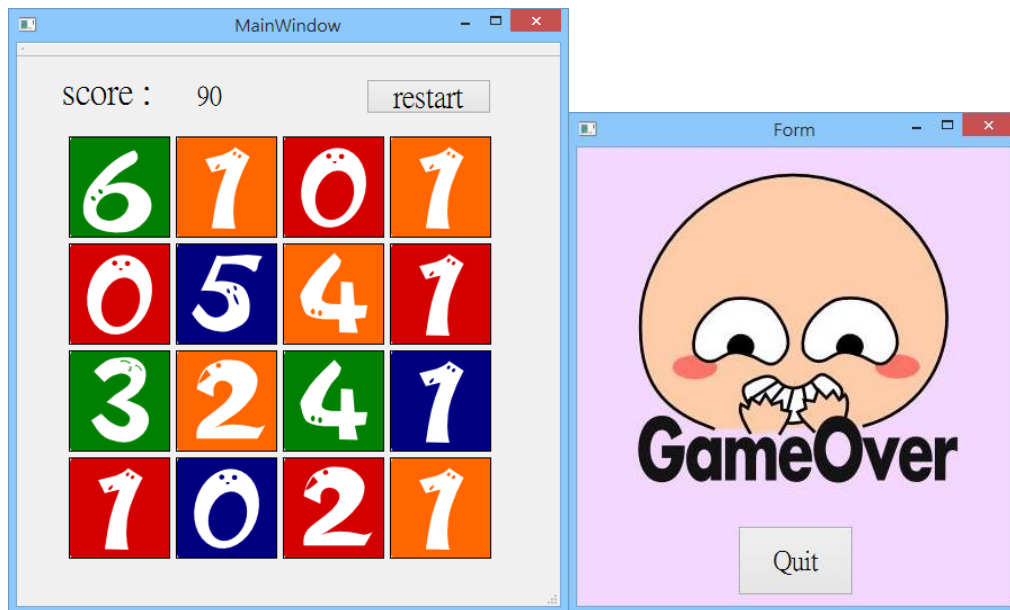 MainWindow
score : 90 restart
6 1 0 1
0 5 4 1
3 2 4 1
1 0 2 1
Form
GameOver
Quit